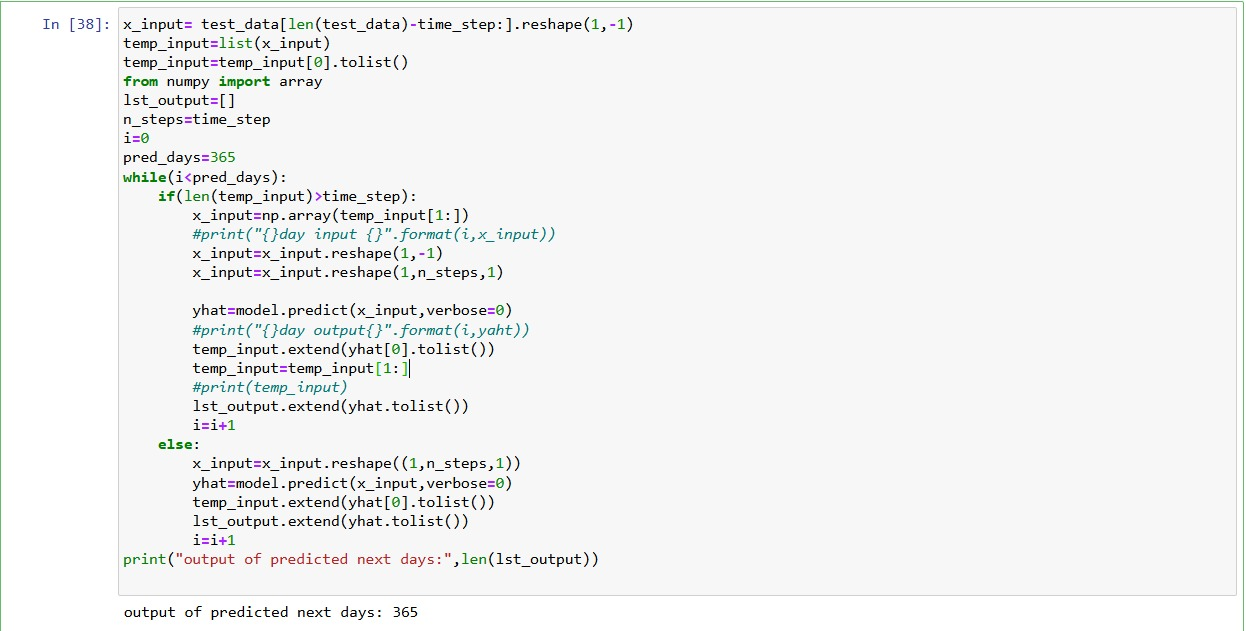 In [38]: x_input= test_data[len(test_data)-time_step:].reshape(1,-1)
temp_input=list(x_input)
temp_input=temp_input[0].tolist()
from numpy import array
lst_output=[]
n_steps=time_step
i=0
pred_days=365
while(i<pred_days):
    if(len(temp_input)>time_step):
        x_input=np.array(temp_input[1:])
        #print("{}day input {}".format(i,x_input))
        x_input=x_input.reshape(1,-1)
        x_input=x_input.reshape(1,n_steps,1)

        yhat=model.predict(x_input,verbose=0)
        #print("{}day output{}".format(i,yaht))
        temp_input.extend(yhat[0].tolist())
        temp_input=temp_input[1:]
        #print(temp_input)
        lst_output.extend(yhat.tolist())
        i=i+1
    else:
        x_input=x_input.reshape((1,n_steps,1))
        yhat=model.predict(x_input,verbose=0)
        temp_input.extend(yhat[0].tolist())
        lst_output.extend(yhat.tolist())
        i=i+1
print("output of predicted next days:",len(lst_output))
output of predicted next days: 365